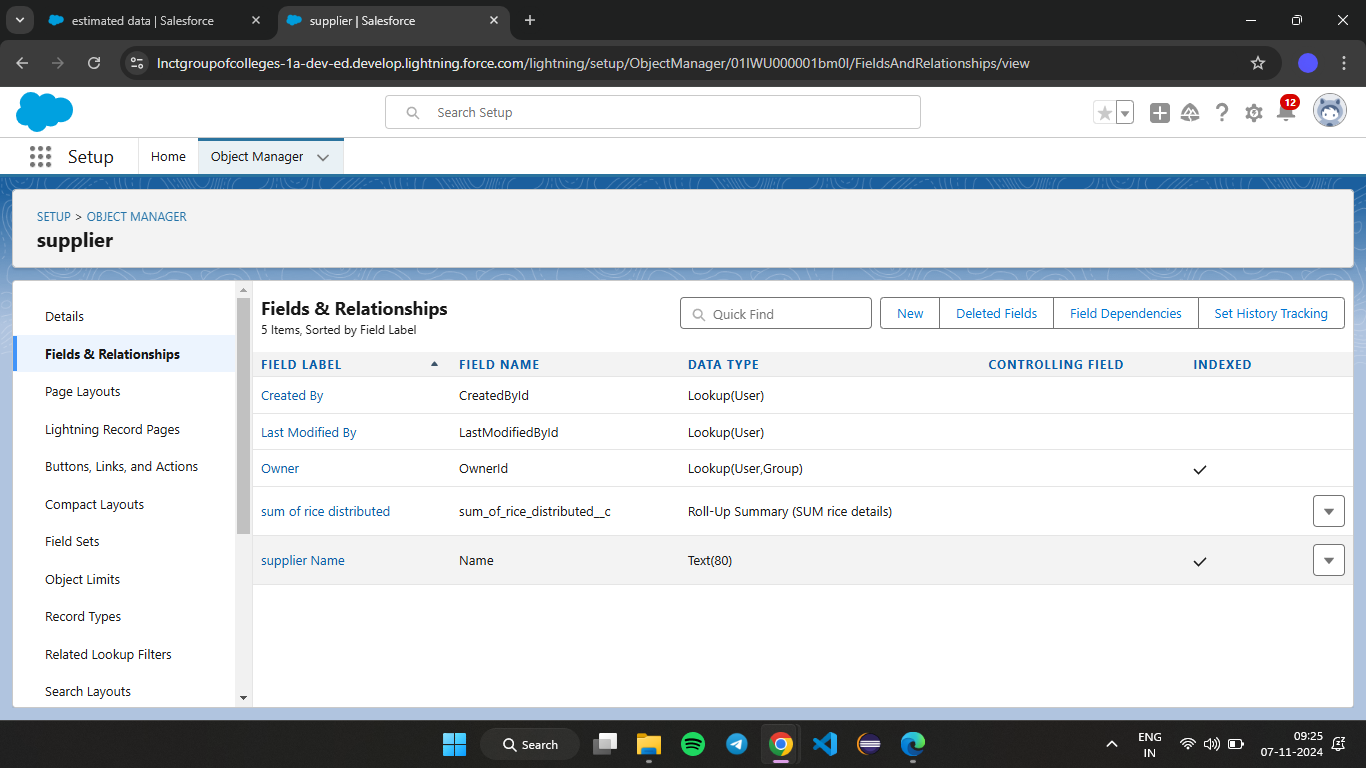 estimated data | Salesforce
supplier | Salesforce
lnctgroupofcolleges-1a-dev-ed.develop.lightning.force.com/lightning/setup/ObjectManager/01IWU000001bm0l/FieldsAndRelationships/view
Search Setup
12
Setup
Home
Object Manager
SETUP > OBJECT MANAGER
supplier
Details
Fields & Relationships
Page Layouts
Lightning Record Pages
Buttons, Links, and Actions
Compact Layouts
Field Sets
Object Limits
Record Types
Related Lookup Filters
Search Layouts
Fields & Relationships
5 Items, Sorted by Field Label
Quick Find
New
Deleted Fields
Field Dependencies
Set History Tracking
FIELD LABEL FIELD NAME DATA TYPE CONTROLLING FIELD INDEXED
Created By CreatedById Lookup(User)
Last Modified By LastModifiedById Lookup(User)
Owner OwnerId Lookup(User,Group)
sum of rice distributed sum_of_rice_distributed__c Roll-Up Summary (SUM rice details)
supplier Name Name Text(80)
Search
ENG
IN
09:25
07-11-2024